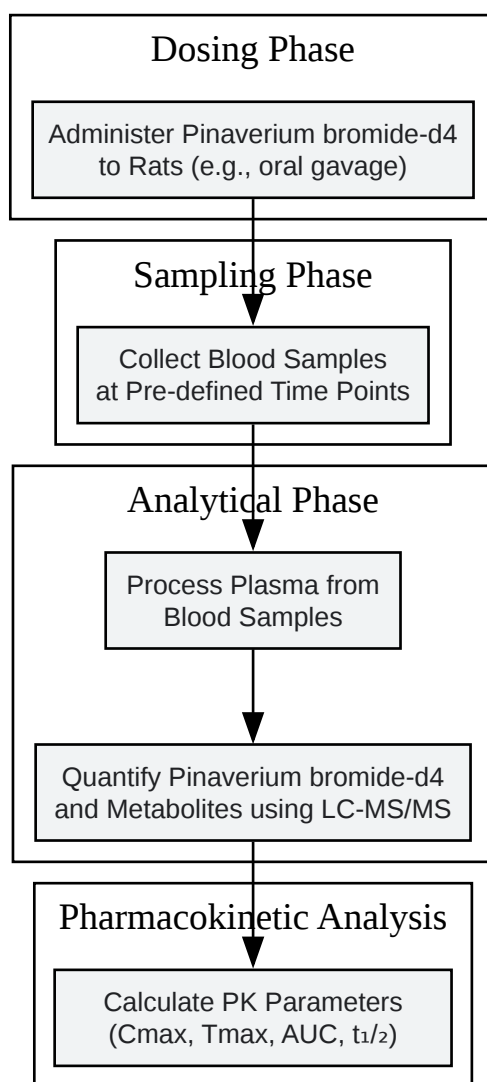 Dosing Phase
Administer Pinaverium bromide-d4
to Rats (e.g., oral gavage)
Sampling Phase
Collect Blood Samples
at Pre-defined Time Points
Analytical Phase
Process Plasma from
Blood Samples
Quantify Pinaverium bromide-d4
and Metabolites using LC-MS/MS
Pharmacokinetic Analysis
Calculate PK Parameters
(Cmax, Tmax, AUC, t₁/₂)